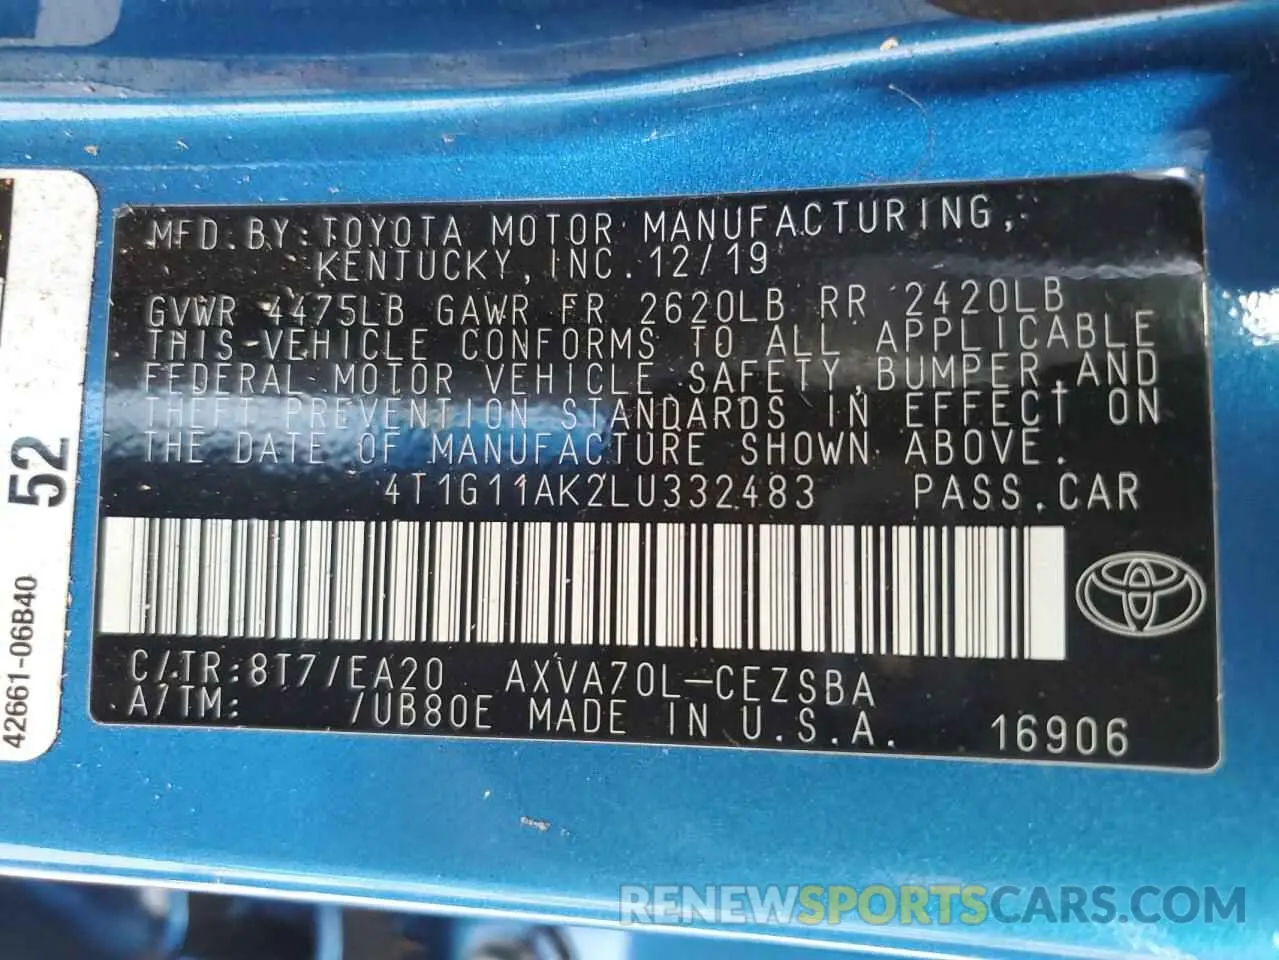 MFD.BY:TOYOTA MOTOR MANUFACTURING,
KENTUCKY,INC.12/19
GVWR 4475LB GAWR FR 2620LB RR 2420LB
THIS VEHICLE CONFORMS TO ALL APPLICABLE
FEDERAL MOTOR VEHICLE SAFETY,BUMPER,AND
THEFT PREVENTION STANDARDS IN EFFECT ON
THE DATE OF MANUFACTURE SHOWN ABOVE.
4T1G11AK2LU332483 PASS.CAR
C/TR:8T7/EA20 AXVA70L-CEZSBA
A/TM: /UB80E MADE IN U.S.A. 16906
52
42661-06B40
RENEWSPORTSCARS.COM